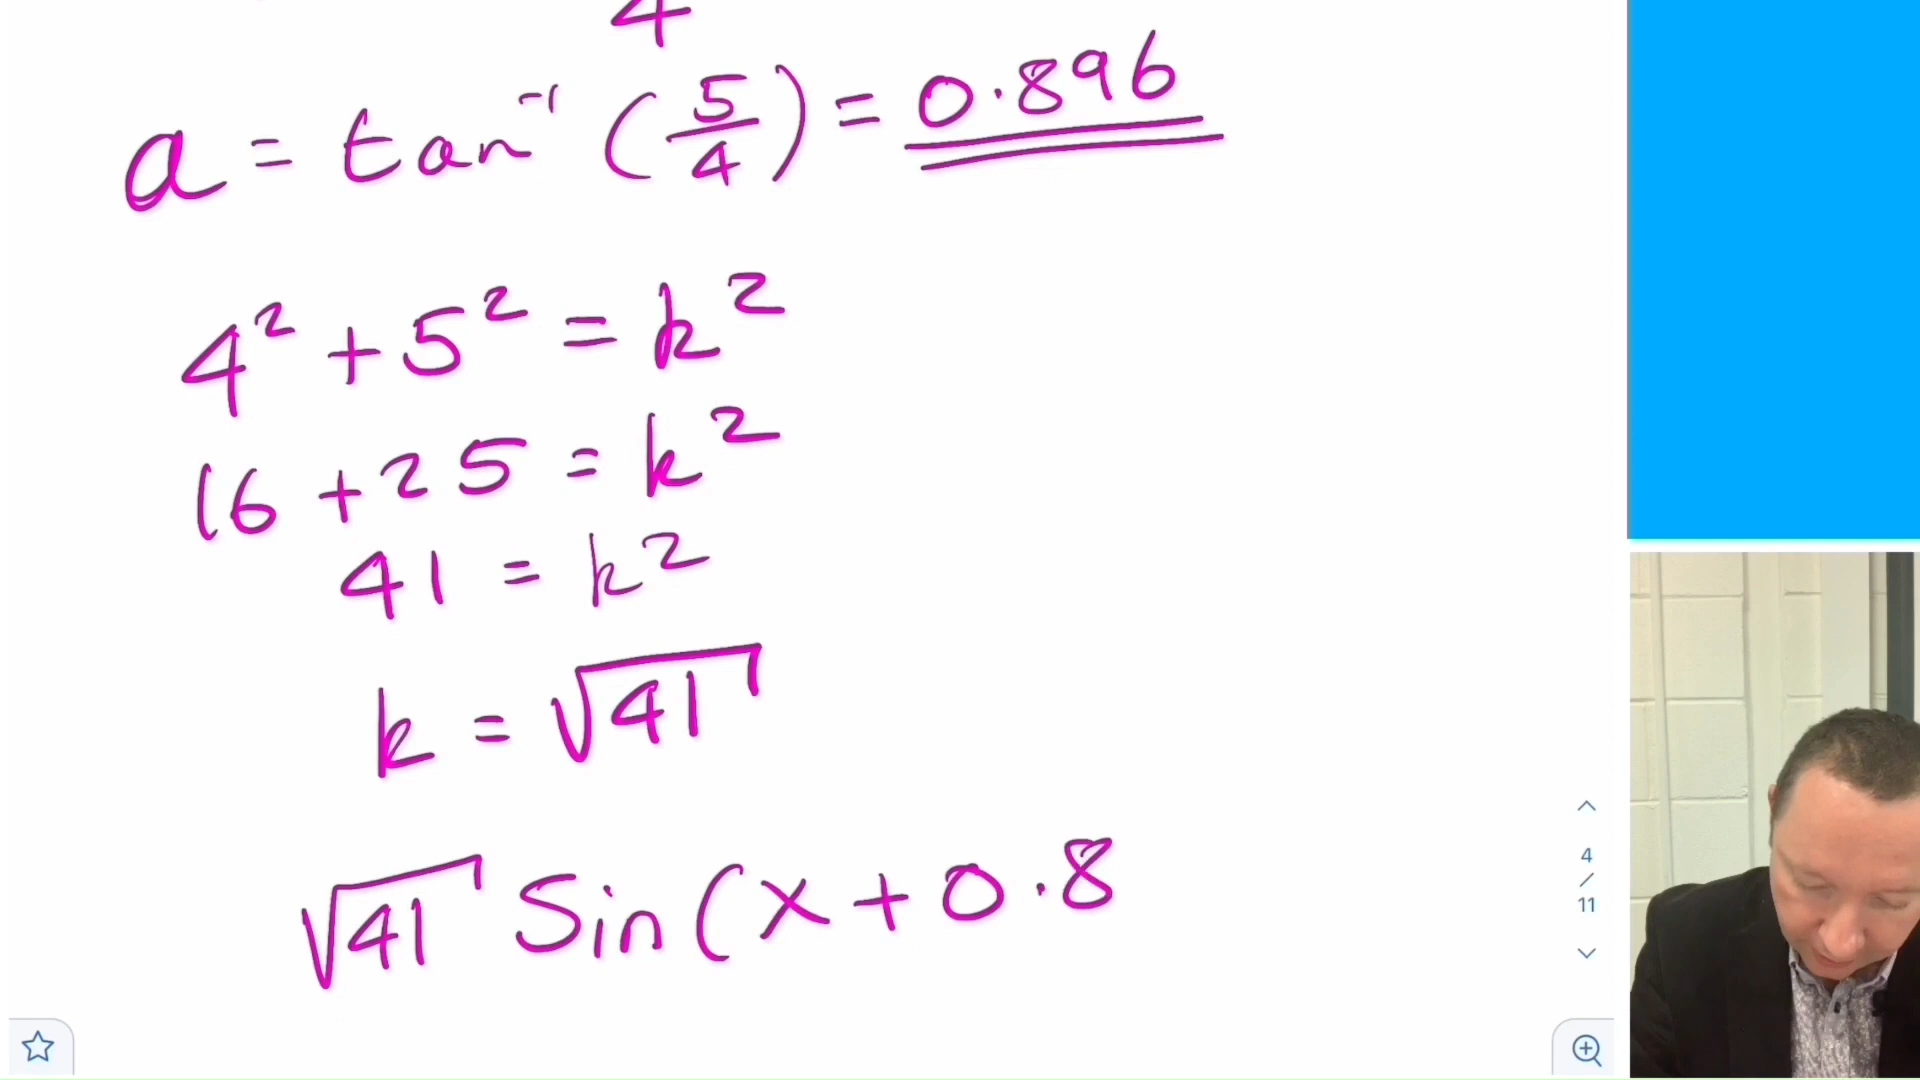 4
a = tan⁻¹ (5/4) = 0.896
4² + 5² = k²
16 + 25 = k²
41 = k²
k = √41
√41 Sin(x + 0.8
4
/
11